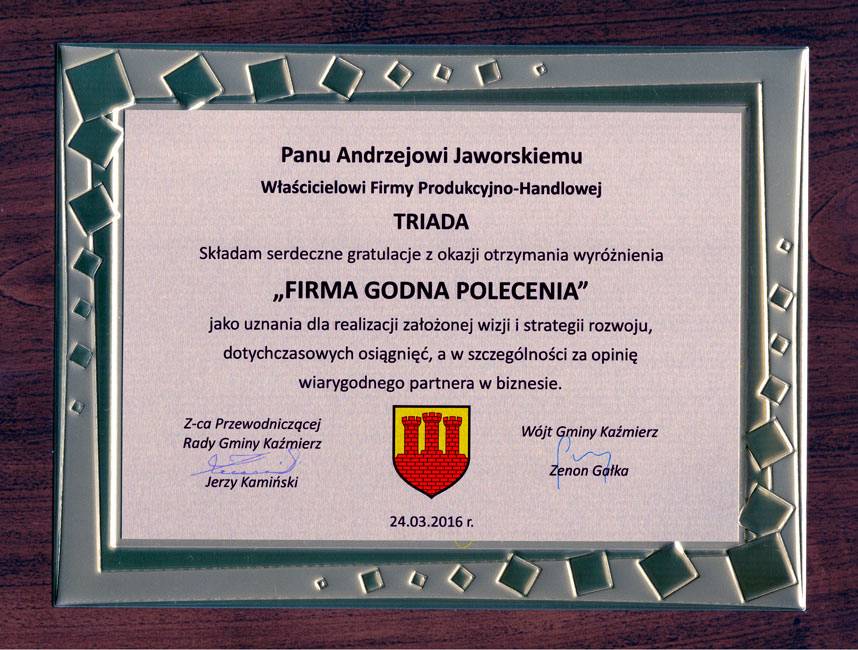 Panu Andrzejowi Jaworskiemu
Właścicielowi Firmy Produkcyjno-Handlowej
TRIADA
Składam serdeczne gratulacje z okazji otrzymania wyróżnienia
„FIRMA GODNA POLECENIA”
jako uznania dla realizacji założonej wizji i strategii rozwoju,
dotychczasowych osiągnięć, a w szczególności za opinię
wiarygodnego partnera w biznesie.
Z-ca Przewodniczącej
Rady Gminy Kaźmierz
Jerzy Kamiński
Wójt Gminy Kaźmierz
Zenon Gałka
24.03.2016 r.